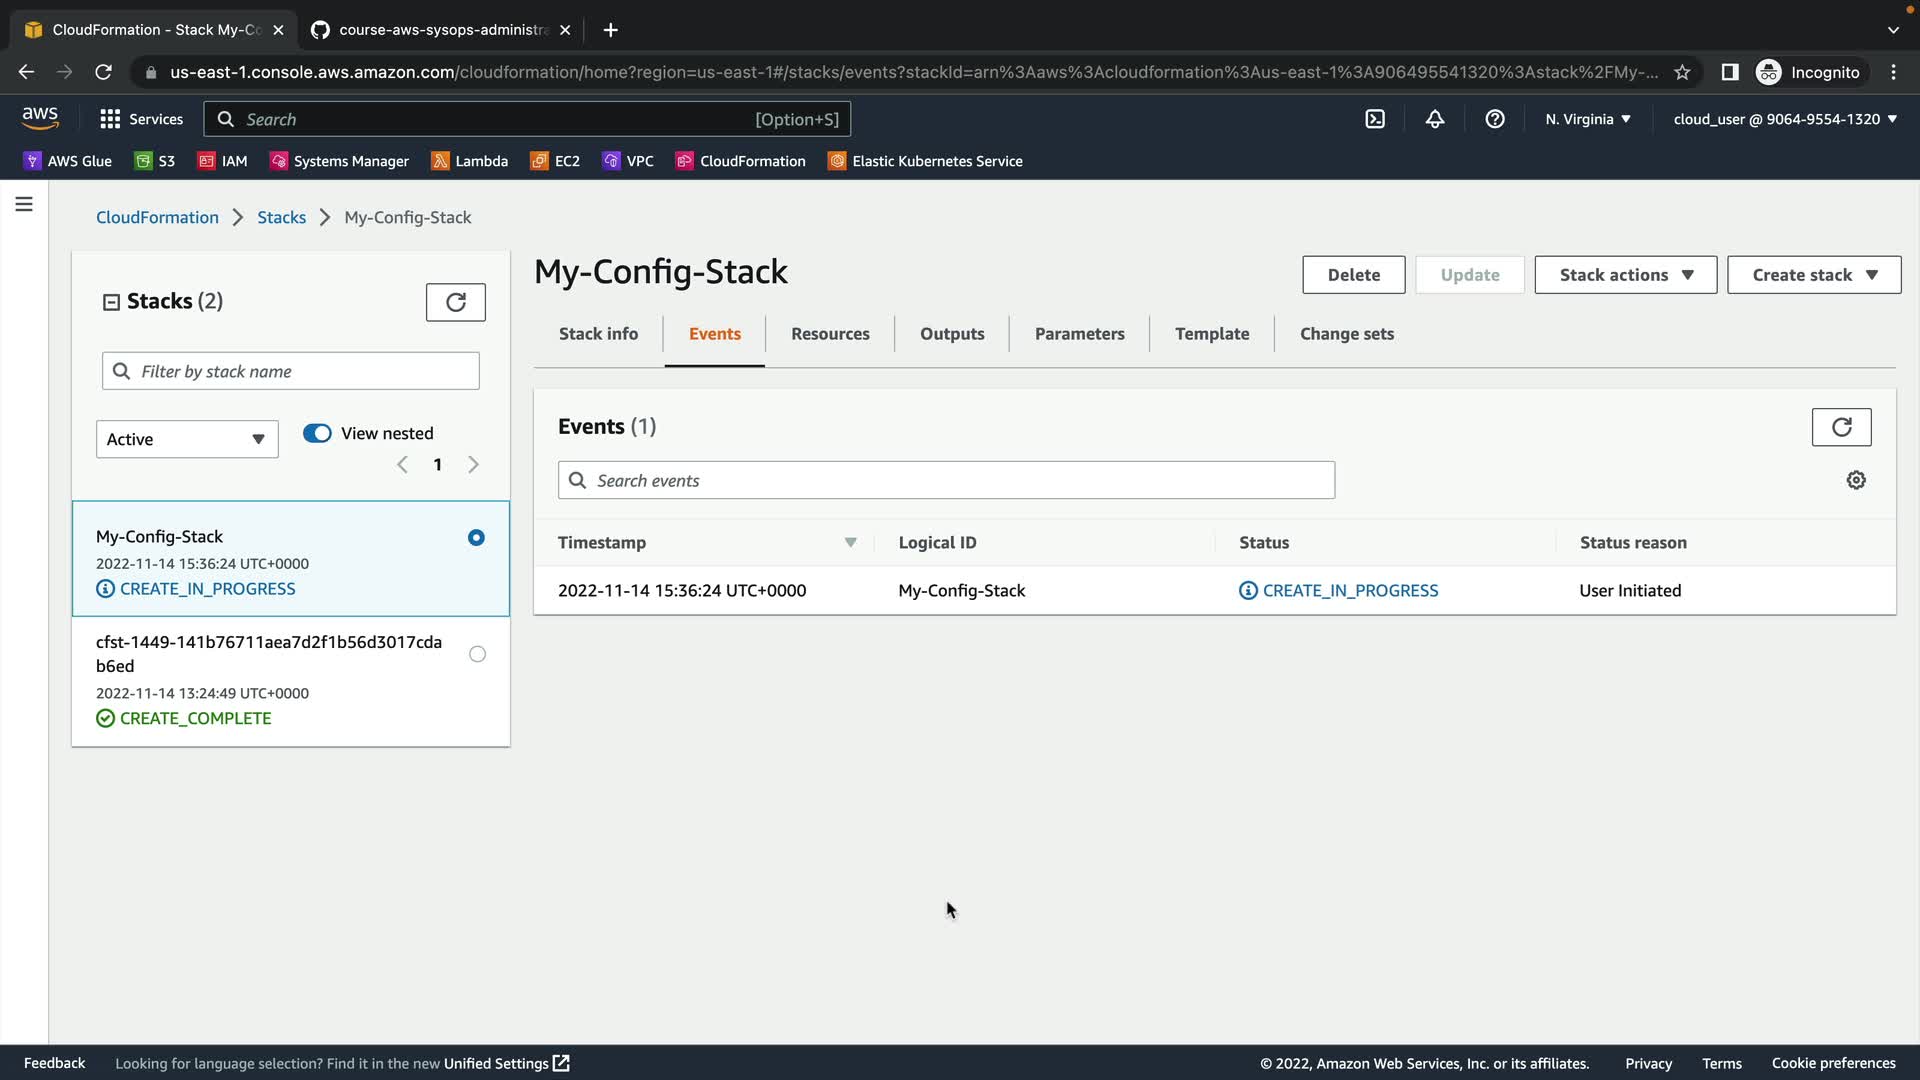 CloudFormation - Stack My-Co
course-aws-sysops-administra
us-east-1.console.aws.amazon.com/cloudformation/home?region=us-east-1#/stacks/events?stackId=arn%3Aaws%3Acloudformation%3Aus-east-1%3A906495541320%3Astack%2FMy-...
Incognito
aws
Services
Search
[Option+S]
N. Virginia
cloud_user @ 9064-9554-1320
AWS Glue
S3
IAM
Systems Manager
Lambda
EC2
VPC
CloudFormation
Elastic Kubernetes Service
CloudFormation
Stacks
My-Config-Stack
Stacks (2)
Filter by stack name
Active
View nested
1
My-Config-Stack
2022-11-14 15:36:24 UTC+0000
CREATE_IN_PROGRESS
cfst-1449-141b76711aea7d2f1b56d3017cda
b6ed
2022-11-14 13:24:49 UTC+0000
CREATE_COMPLETE
My-Config-Stack
Delete
Update
Stack actions
Create stack
Stack info
Events
Resources
Outputs
Parameters
Template
Change sets
Events (1)
Search events
Timestamp
Logical ID
Status
Status reason
2022-11-14 15:36:24 UTC+0000
My-Config-Stack
CREATE_IN_PROGRESS
User Initiated
Feedback
Looking for language selection? Find it in the new Unified Settings
© 2022, Amazon Web Services, Inc. or its affiliates.
Privacy
Terms
Cookie preferences